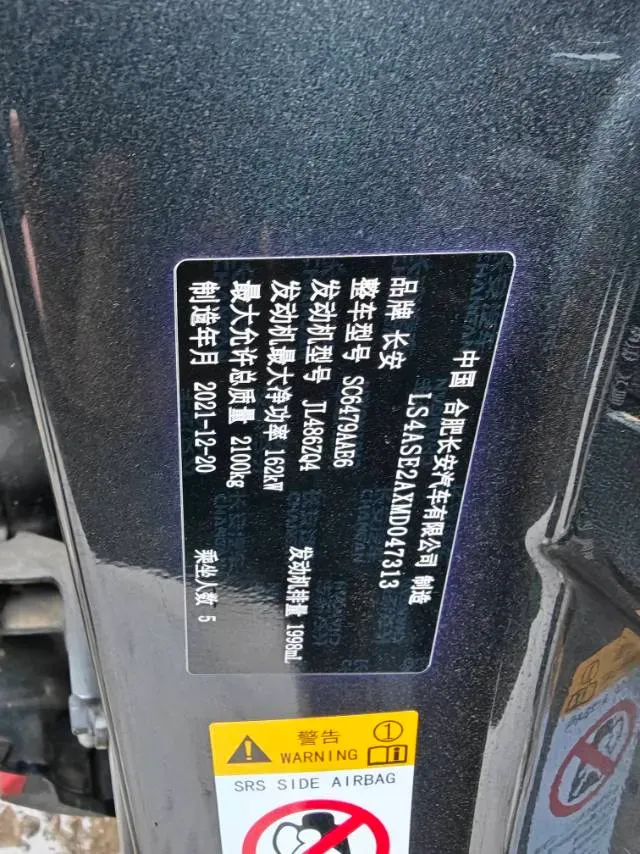 中国 合肥长安汽车有限公司 制造
LS4ASE2AXMD047313
品牌 长安
整车型号 SC6479AAE6
发动机型号 JL486ZQ4
发动机最大净功率 162kW 发动机排量 1998mL
最大允许总质量 2100kg
制造年月 2021-12-20 乘坐人数 5
警告 1
WARNING
SRS SIDE AIRBAG